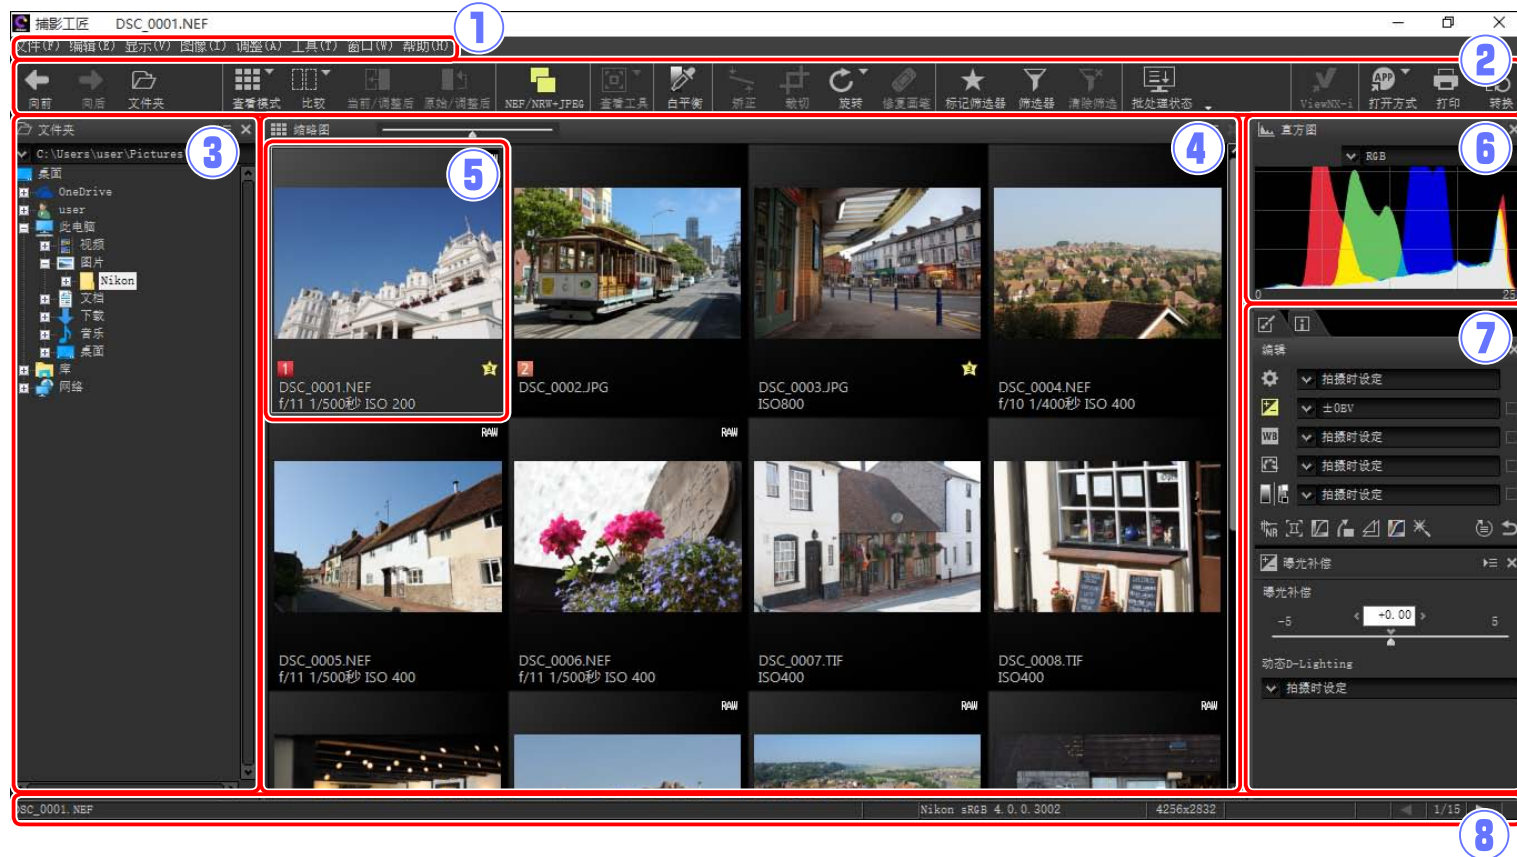 捕影工匠 DSC_0001.NEF
1
文件(F) 编辑(E) 显示(V) 图像(I) 调整(A) 工具(T) 窗口(W) 帮助(H)
2
向前 向后 文件夹 查看模式 比较 当前/调整后 原始/调整后 NEF/NRW+JPEG 查看工具 白平衡 矫正 裁切 旋转 修复画笔 标记筛选器 筛选器 清除筛选 批处理状态 ViewNX-i 打开方式 打印 转换
文件夹
3
C:\Users\user\Pictures
桌面
OneDrive
user
此电脑
视频
图片
Nikon
文档
下载
音乐
桌面
库
网络
缩略图
4
5
1 3
DSC_0001.NEF
f/11 1/500秒 ISO 200
2
DSC_0002.JPG
3
DSC_0003.JPG
ISO800
DSC_0004.NEF
f/10 1/400秒 ISO 400
RAW
DSC_0005.NEF
f/11 1/500秒 ISO 400
RAW
DSC_0006.NEF
f/11 1/500秒 ISO 400
DSC_0007.TIF
ISO400
DSC_0008.TIF
ISO400
RAW
RAW
RAW
直方图
6
RGB
0 25
7
编辑
拍摄时设定
±0EV
WB 拍摄时设定
拍摄时设定
拍摄时设定
NR
曝光补偿
曝光补偿
-5 +0.00 5
动态D-Lighting
拍摄时设定
DSC_0001.NEF Nikon sRGB 4.0.0.3002 4256x2832 1/15
8